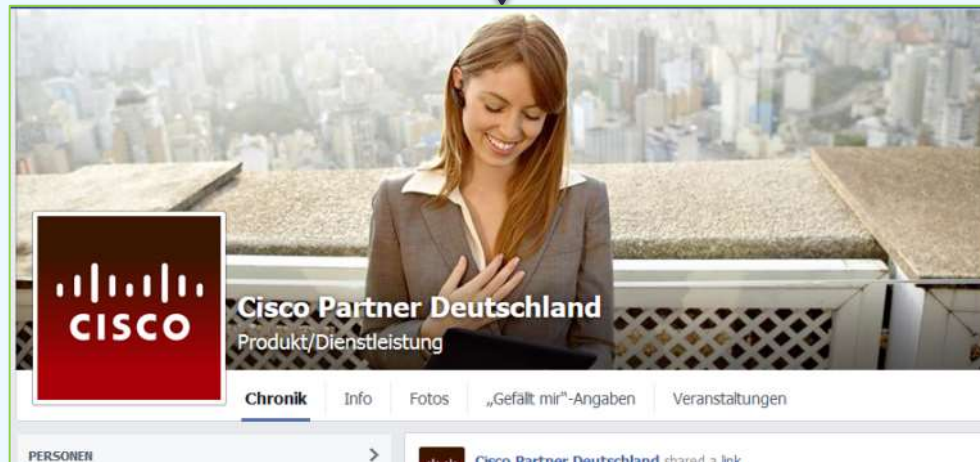 CISCO
Cisco Partner Deutschland
Produkt/Dienstleistung
Chronik Info Fotos „Gefällt mir"-Angaben Veranstaltungen
PERSONEN >
Cisco Partner Deutschland shared a link